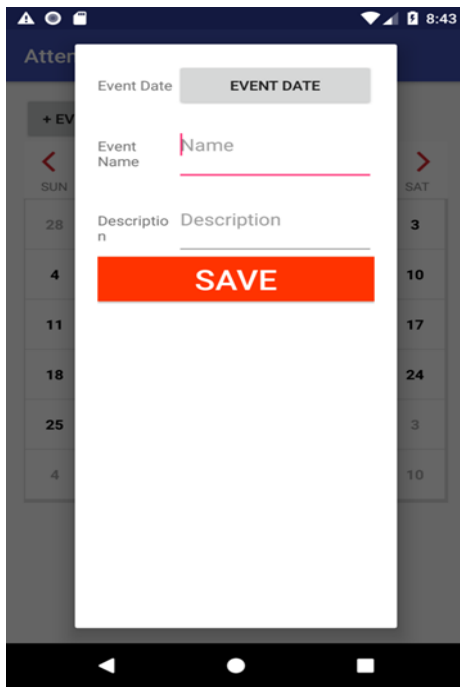 8:43
Atten
Event Date EVENT DATE
+ EV
Event
Name
Name
SUN SAT
Descriptio
n
Description
28 3
SAVE
4 10
11 17
18 24
25 3
4 10